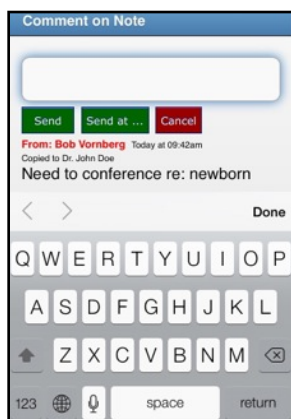 Comment on Note
Send Send at ... Cancel
From: Bob Vornberg Today at 09:42am
Copied to Dr. John Doe
Need to conference re: newborn
Done
Q W E R T Y U I O P
A S D F G H J K L
Z X C V B N M
123 space return